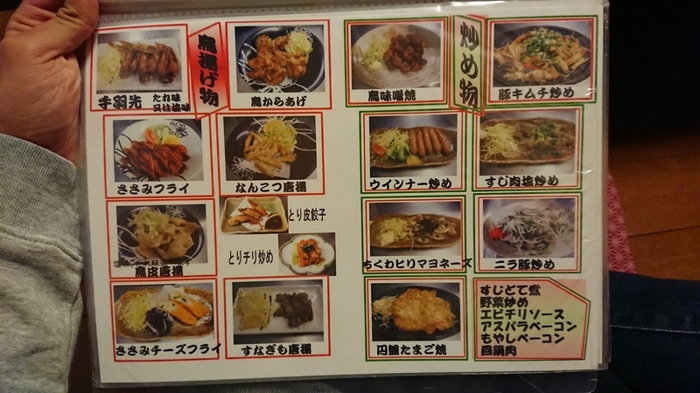 鳥揚げ物
手羽先 たれ味
又は塩味
鳥からあげ
ささみフライ
なんこつ唐揚
鳥皮唐揚
とり皮餃子
とりチリ炒め
ささみチーズフライ
すなぎも唐揚
炒め物
鳥味噌焼
豚キムチ炒め
ウインナー炒め
すじ肉塩炒め
ちくわピリマヨネーズ
ニラ豚炒め
円盤たまご焼
すじどて煮
野菜炒め
エビチリソース
アスパラベーコン
もやしベーコン
回鍋肉